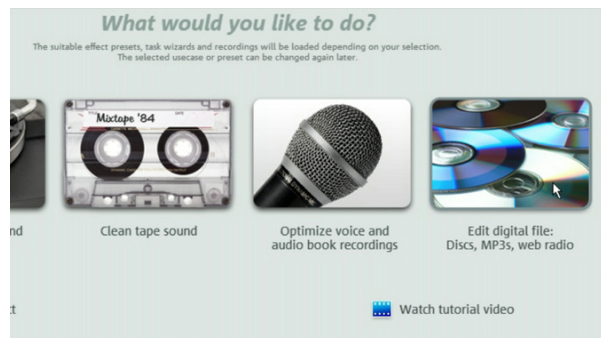 What would you like to do?
The suitable effect presets, task wizards and recordings will be loaded depending on your selection.
The selected usecase or preset can be changed again later.
Mixtape '84
DATE
nd
Clean tape sound
Optimize voice and
audio book recordings
Edit digital file:
Discs, MP3s, web radio
Watch tutorial video